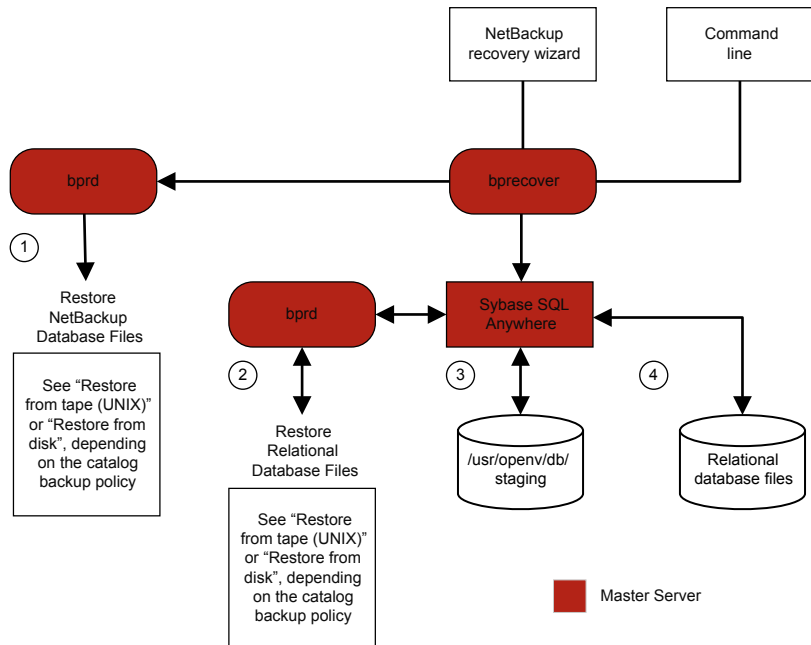 NetBackup
recovery wizard
Command
line
bprd
bprecover
1
Restore
NetBackup
Database Files
Sybase SQL
Anywhere
bprd
2
3
4
See “Restore
from tape (UNIX)”
or “Restore from
disk”, depending
on the catalog
backup policy
Restore
Relational
Database Files
/usr/openv/db/
staging
Relational
database files
See “Restore
from tape (UNIX)”
or “Restore from
disk”, depending
on the catalog
backup policy
Master Server